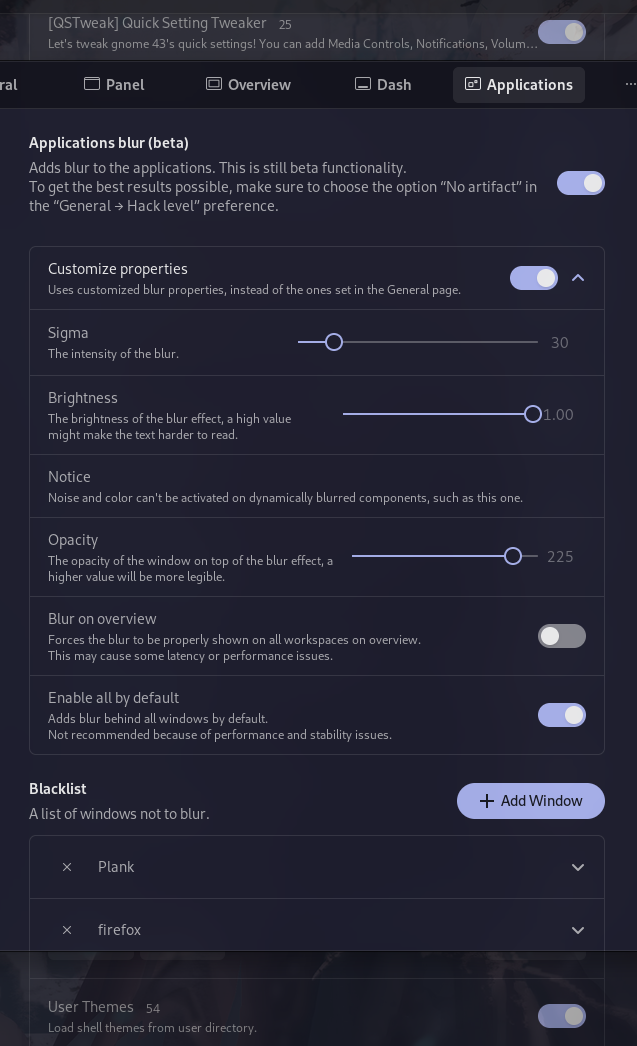 [QSTweak] Quick Setting Tweaker 25
Let's tweak gnome 43's quick settings! You can add Media Controls, Notifications, Volum...
ral Panel Overview Dash Applications ...
Applications blur (beta)
Adds blur to the applications. This is still beta functionality.
To get the best results possible, make sure to choose the option “No artifact” in
the “General → Hack level” preference.
Customize properties
Uses customized blur properties, instead of the ones set in the General page.
Sigma
The intensity of the blur.
30
Brightness
The brightness of the blur effect, a high value
might make the text harder to read.
1.00
Notice
Noise and color can't be activated on dynamically blurred components, such as this one.
Opacity
The opacity of the window on top of the blur effect, a
higher value will be more legible.
225
Blur on overview
Forces the blur to be properly shown on all workspaces on overview.
This may cause some latency or performance issues.
Enable all by default
Adds blur behind all windows by default.
Not recommended because of performance and stability issues.
Blacklist
A list of windows not to blur.
Add Window
Plank
firefox
User Themes 54
Load shell themes from user directory.